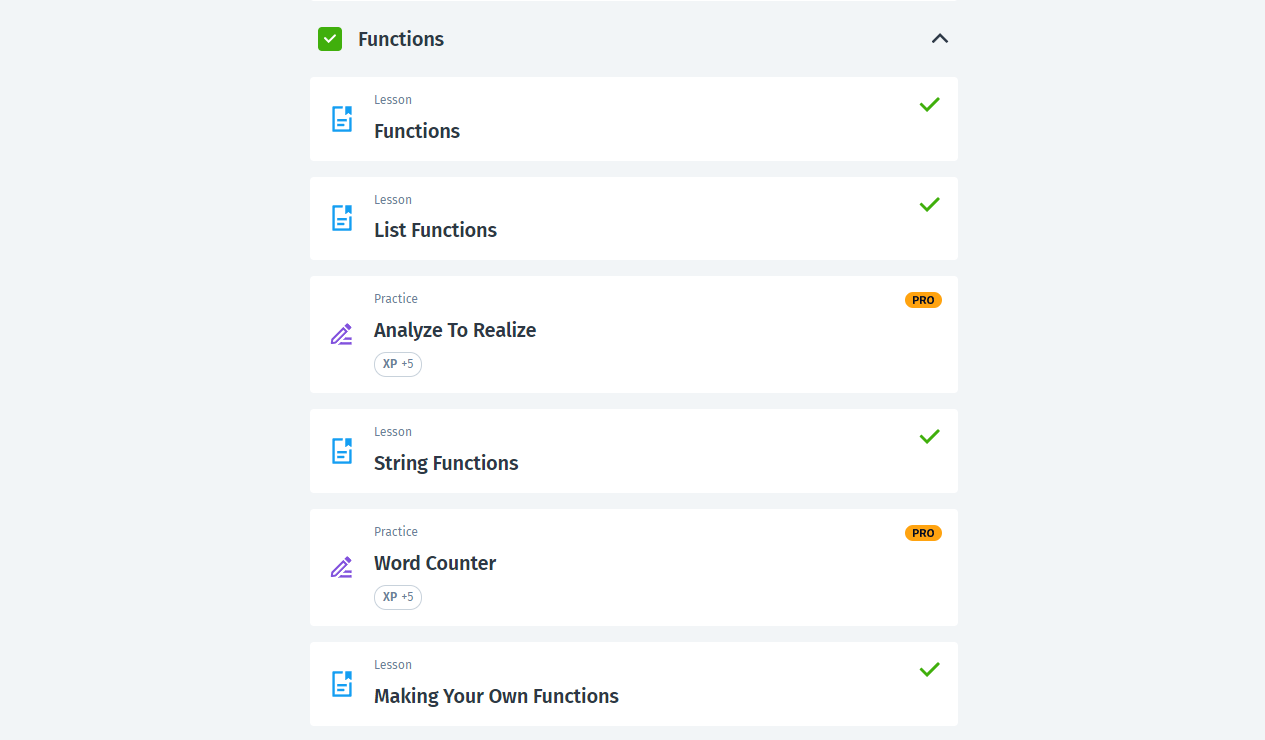 Functions
Lesson
Functions
Lesson
List Functions
Practice
PRO
Analyze To Realize
XP +5
Lesson
String Functions
Practice
PRO
Word Counter
XP +5
Lesson
Making Your Own Functions